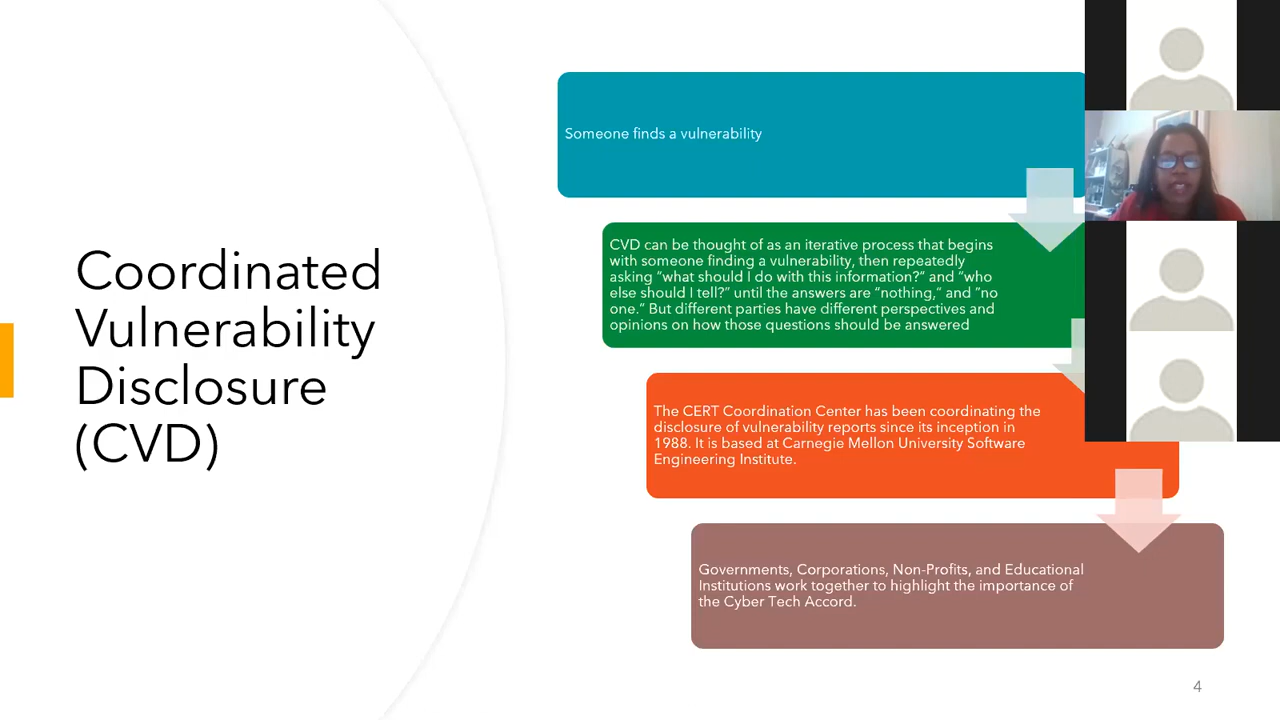 Coordinated
Vulnerability
Disclosure
(CVD)
Someone finds a vulnerability
CVD can be thought of as an iterative process that begins
with someone finding a vulnerability, then repeatedly
asking “what should I do with this information?” and “who
else should I tell?” until the answers are “nothing,” and “no
one.” But different parties have different perspectives and
opinions on how those questions should be answered
The CERT Coordination Center has been coordinating the
disclosure of vulnerability reports since its inception in
1988. It is based at Carnegie Mellon University Software
Engineering Institute.
Governments, Corporations, Non-Profits, and Educational
Institutions work together to highlight the importance of
the Cyber Tech Accord.
4